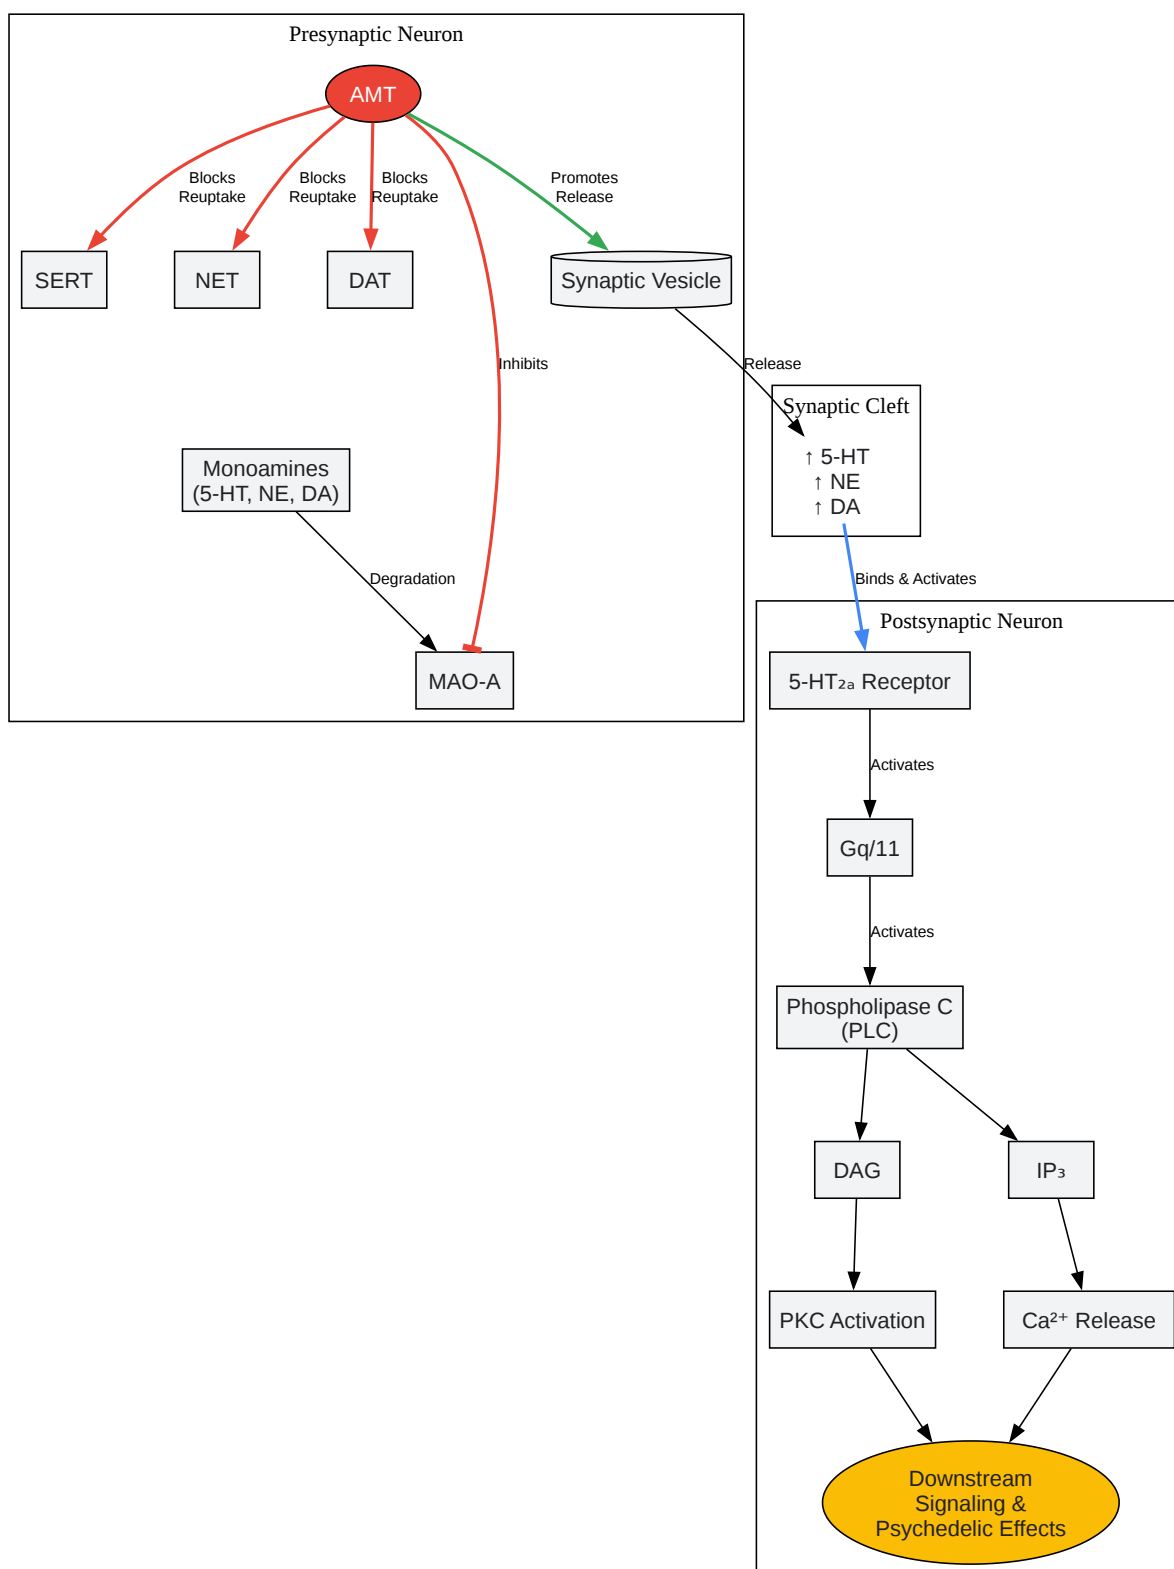 Presynaptic Neuron
AMT
Blocks
Reuptake
Blocks
Reuptake
Blocks
Reuptake
Promotes
Release
SERT
NET
DAT
Synaptic Vesicle
Inhibits
Release
Synaptic Cleft
↑ 5-HT
↑ NE
↑ DA
Monoamines
(5-HT, NE, DA)
Degradation
Binds & Activates
MAO-A
Postsynaptic Neuron
5-HT₂ₐ Receptor
Activates
Gq/11
Activates
Phospholipase C
(PLC)
DAG
IP₃
PKC Activation
Ca²⁺ Release
Downstream
Signaling &
Psychedelic Effects